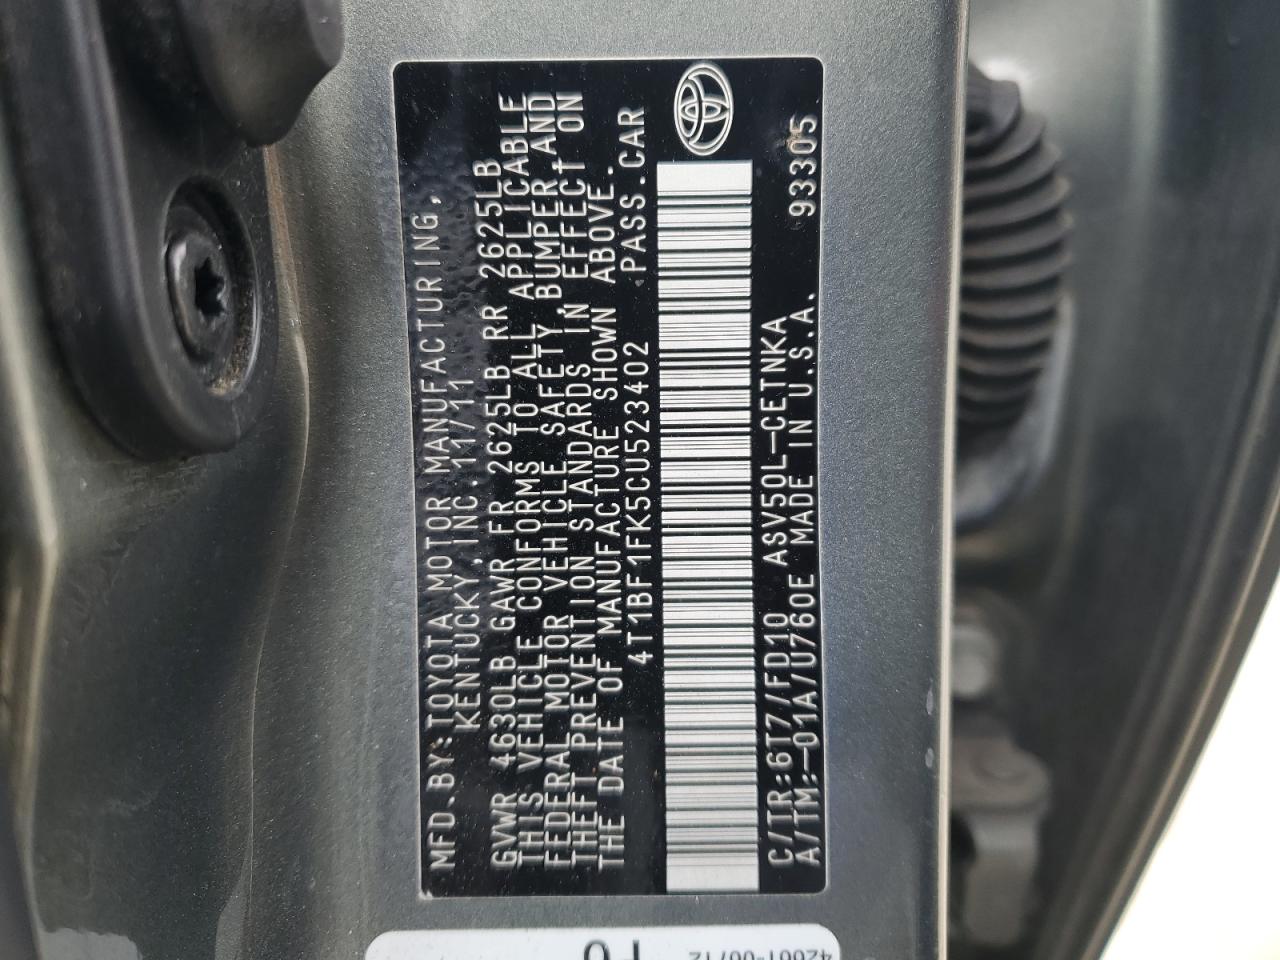 MFD.BY:TOYOTA MOTOR MANUFACTURING,
KENTUCKY,INC.11/11
GVWR 4630LB GAWR FR 2625LB RR 2625LB
THIS VEHICLE CONFORMS TO ALL APPLICABLE
FEDERAL MOTOR VEHICLE SAFETY,BUMPER AND
THEFT PREVENTION STANDARDS IN EFFECT ON
THE DATE OF MANUFACTURE SHOWN ABOVE.
4T1BF1FK5CU523402 PASS.CAR
C/TR:6T7/FD10 ASV50L-CETNKA 93305
A/TM:-01A/U760E MADE IN U.S.A.